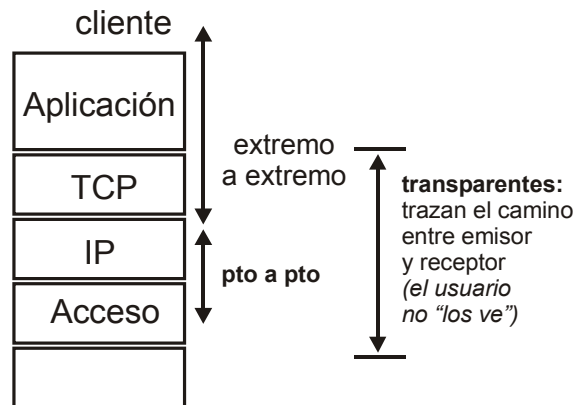 cliente
Aplicación
TCP
IP
Acceso
extremo
a extremo
pto a pto
transparentes:
trazan el camino
entre emisor
y receptor
(el usuario
no “los ve”)